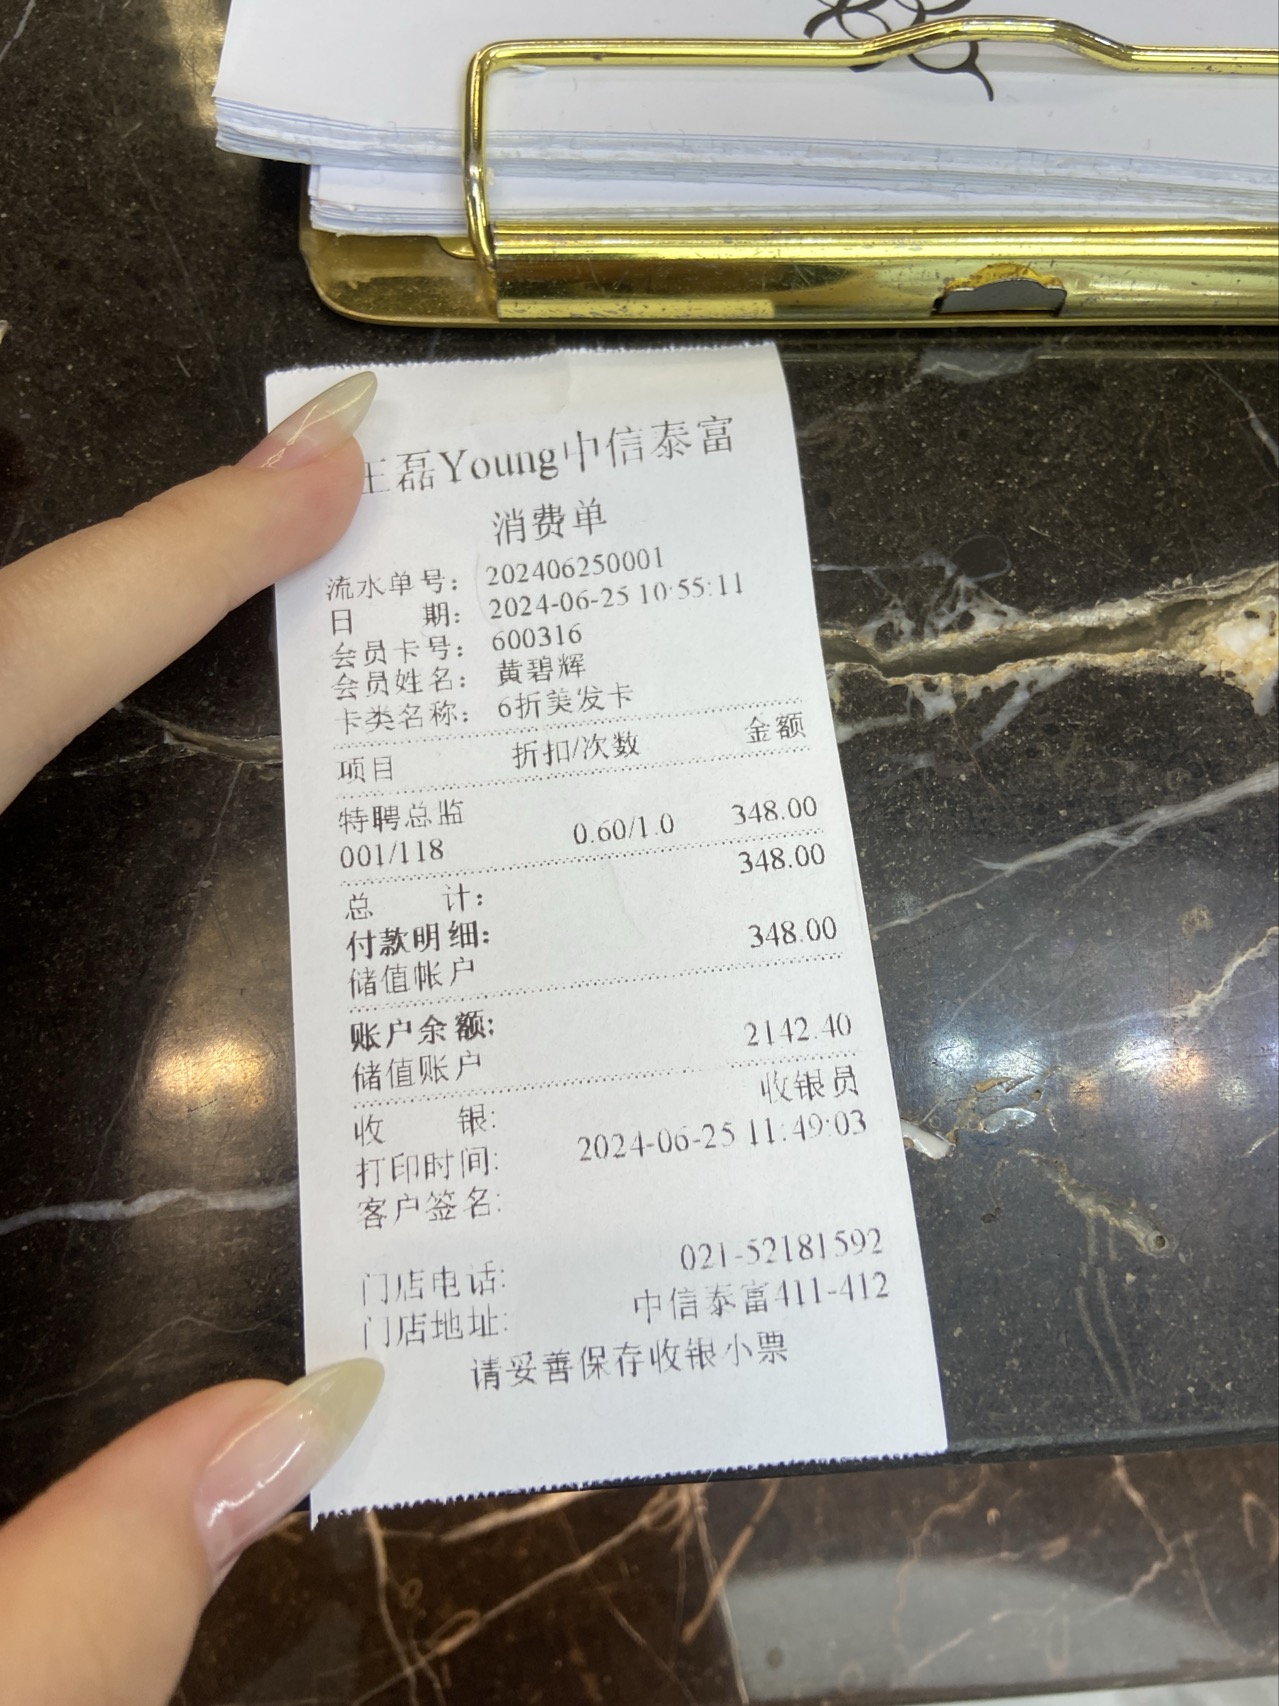 王磊Young中信泰富
消费单
流水单号： 202406250001
日 期： 2024-06-25 10:55:11
会员卡号： 600316
会员姓名： 黄碧辉
卡类名称： 6折美发卡
项目 折扣/次数 金额
特聘总监
001/118 0.60/1.0 348.00
总 计： 348.00
付款明细:
储值帐户 348.00
账户余额:
储值账户 2142.40
收 银: 收银员
打印时间: 2024-06-25 11:49:03
客户签名:
门店电话: 021-52181592
门店地址: 中信泰富411-412
请妥善保存收银小票